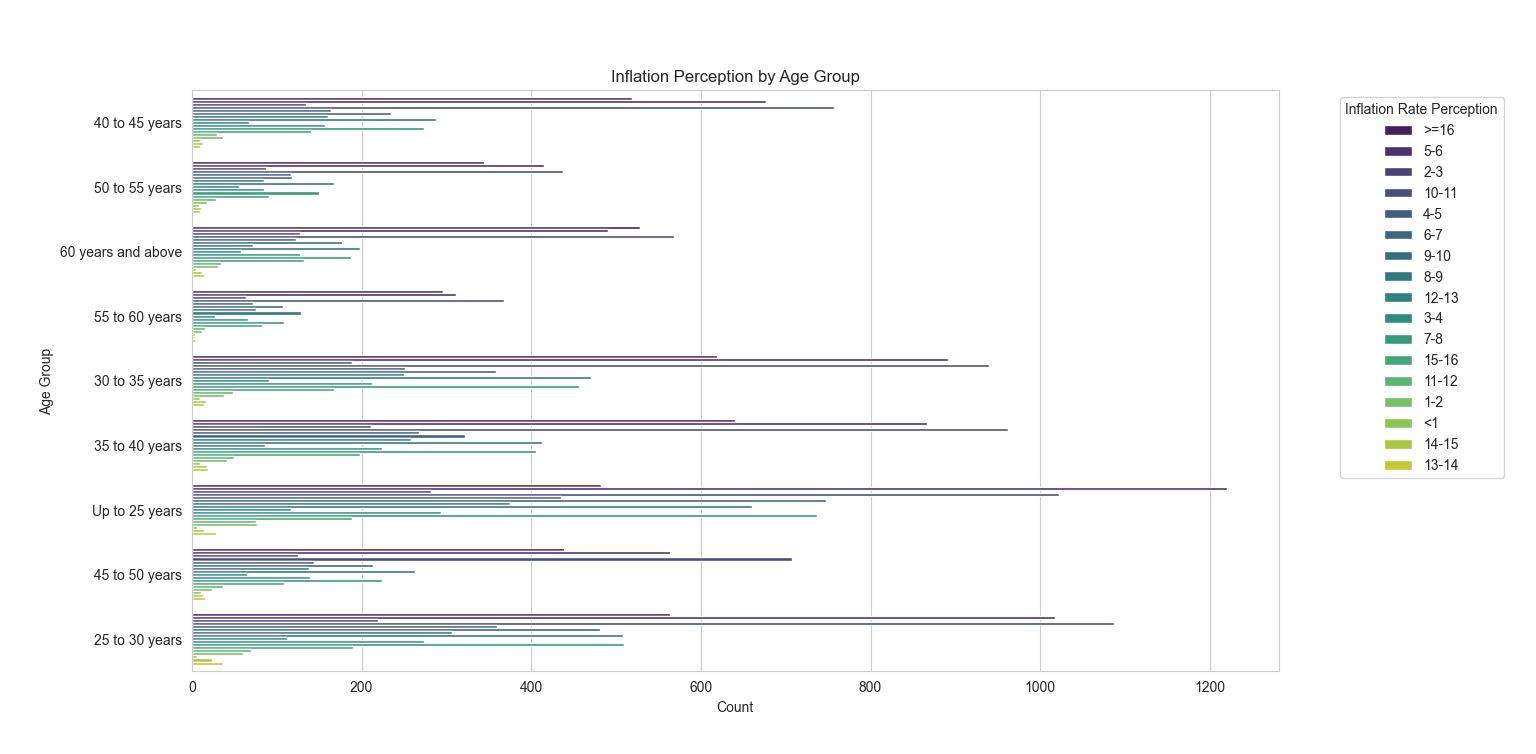 Inflation Perception by Age Group
Age Group
40 to 45 years
50 to 55 years
60 years and above
55 to 60 years
30 to 35 years
35 to 40 years
Up to 25 years
45 to 50 years
25 to 30 years
0
200
400
600
800
1000
1200
Count
Inflation Rate Perception
>=16
5-6
2-3
10-11
4-5
6-7
9-10
8-9
12-13
3-4
7-8
15-16
11-12
1-2
<1
14-15
13-14